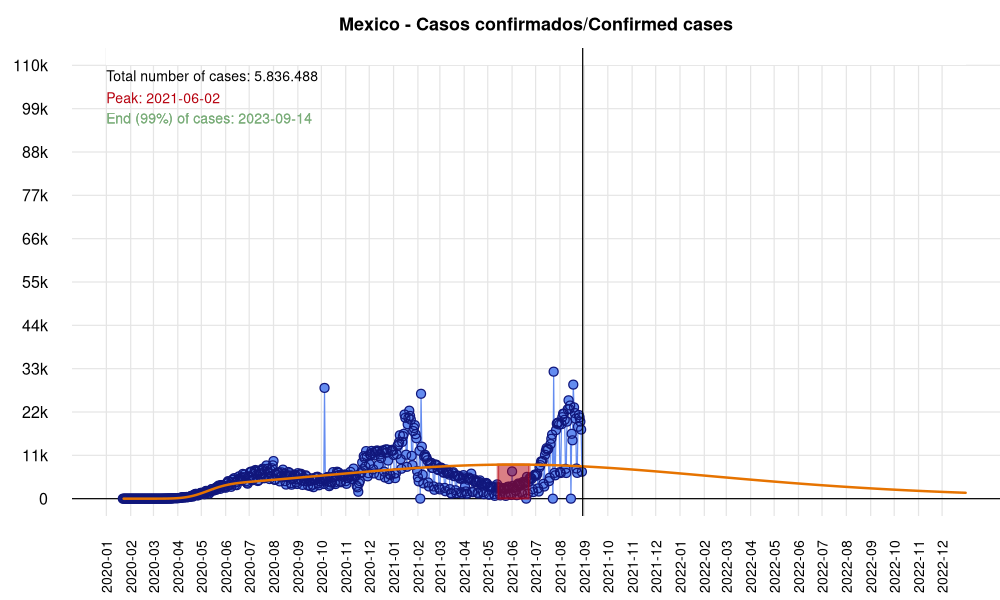 Mexico - Casos confirmados/Confirmed cases
Total number of cases: 5.836.488
Peak: 2021-06-02
End (99%) of cases: 2023-09-14
110k
99k
88k
77k
66k
55k
44k
33k
22k
11k
0
2020-01
2020-02
2020-03
2020-04
2020-05
2020-06
2020-07
2020-08
2020-09
2020-10
2020-11
2020-12
2021-01
2021-02
2021-03
2021-04
2021-05
2021-06
2021-07
2021-08
2021-09
2021-10
2021-11
2021-12
2022-01
2022-02
2022-03
2022-04
2022-05
2022-06
2022-07
2022-08
2022-09
2022-10
2022-11
2022-12